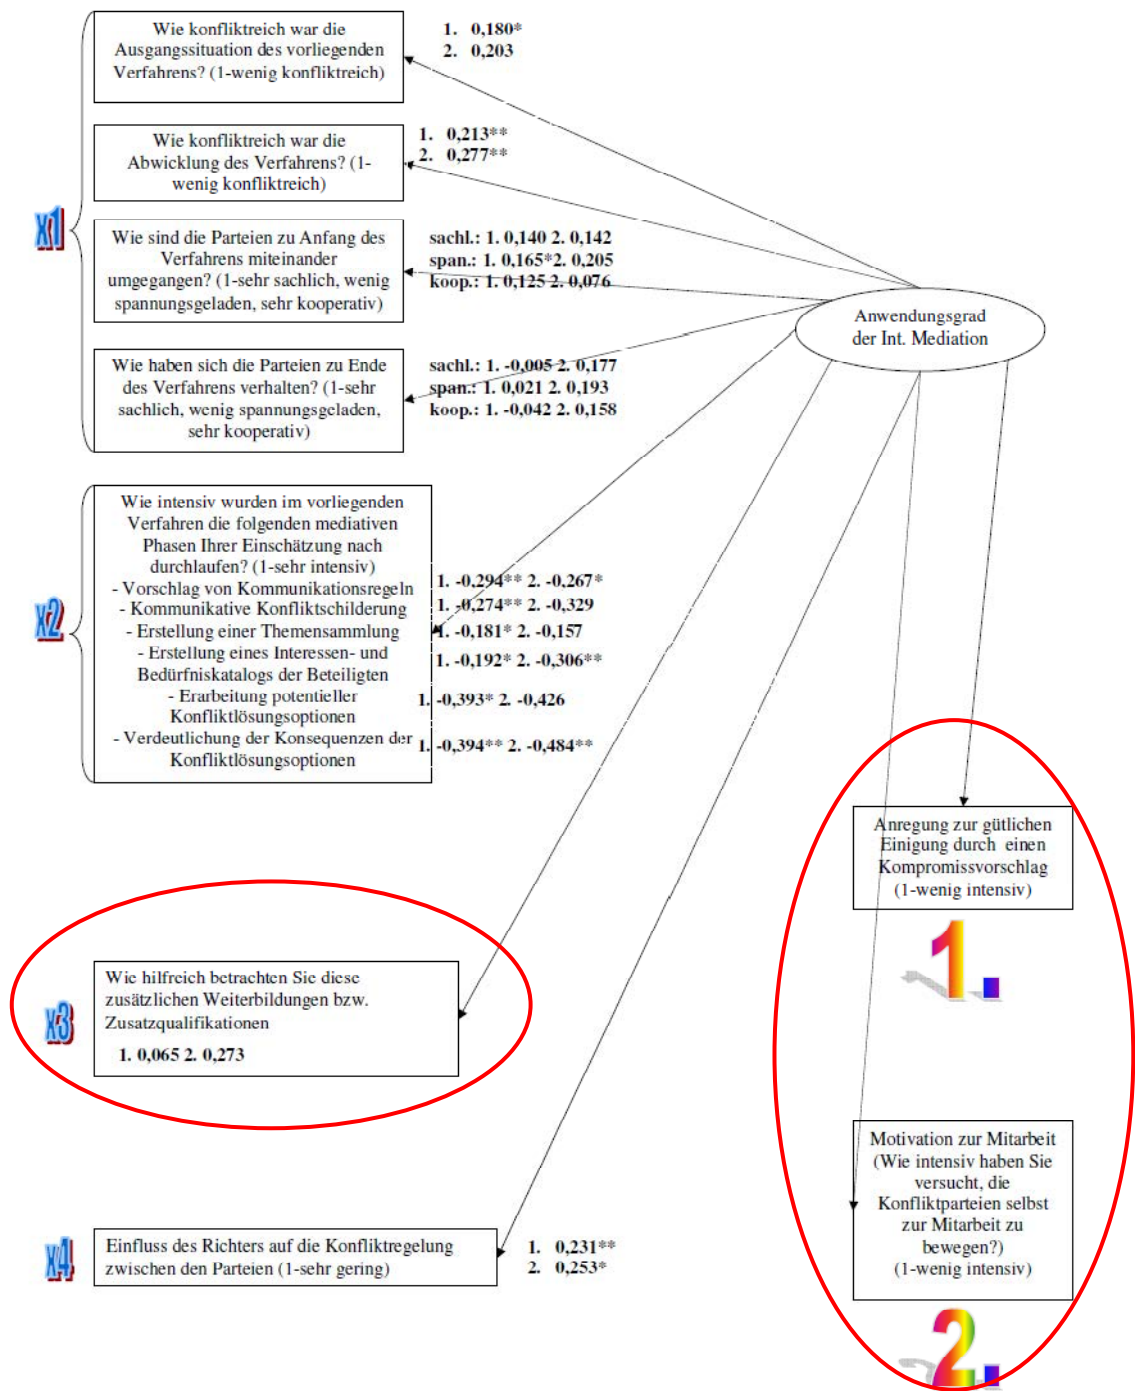 Wie konfliktreich war die
Ausgangssituation des vorliegenden
Verfahrens? (1-wenig konfliktreich)
1. 0,180*
2. 0,203
x1
Wie konfliktreich war die
Abwicklung des Verfahrens? (1-
wenig konfliktreich)
1. 0,213**
2. 0,277**
Wie sind die Parteien zu Anfang des
Verfahrens miteinander
umgegangen? (1-sehr sachlich, wenig
spannungsgeladen, sehr kooperativ)
sachl.: 1. 0,140 2. 0,142
span.: 1. 0,165*2. 0,205
koop.: 1. 0,125 2. 0,076
Wie haben sich die Parteien zu Ende
des Verfahrens verhalten? (1-sehr
sachlich, wenig spannungsgeladen,
sehr kooperativ)
sachl.: 1. -0,005 2. 0,177
span.: 1. 0,021 2. 0,193
koop.: 1. -0,042 2. 0,158
Anwendungsgrad
der Int. Mediation
x2
Wie intensiv wurden im vorliegenden
Verfahren die folgenden mediativen
Phasen Ihrer Einschätzung nach
durchlaufen? (1-sehr intensiv)
- Vorschlag von Kommunikationsregeln
- Kommunikative Konfliktschilderung
- Erstellung einer Themensammlung
- Erstellung eines Interessen- und
Bedürfniskatalogs der Beteiligten
- Erarbeitung potentieller
Konfliktlösungsoptionen
- Verdeutlichung der Konsequenzen der
Konfliktlösungsoptionen
1. -0,294** 2. -0,267*
1. -0,274** 2. -0,329
1. -0,181* 2. -0,157
1. -0,192* 2. -0,306**
1. -0,393* 2. -0,426
1. -0,394** 2. -0,484**
x3
Wie hilfreich betrachten Sie diese
zusätzlichen Weiterbildungen bzw.
Zusatzqualifikationen
1. 0,065 2. 0,273
x4
Einfluss des Richters auf die Konfliktregelung
zwischen den Parteien (1-sehr gering)
1. 0,231**
2. 0,253*
Anregung zur gütlichen
Einigung durch einen
Kompromissvorschlag
(1-wenig intensiv)
1.
Motivation zur Mitarbeit
(Wie intensiv haben Sie
versucht, die
Konfliktparteien selbst
zur Mitarbeit zu
bewegen?)
(1-wenig intensiv)
2.